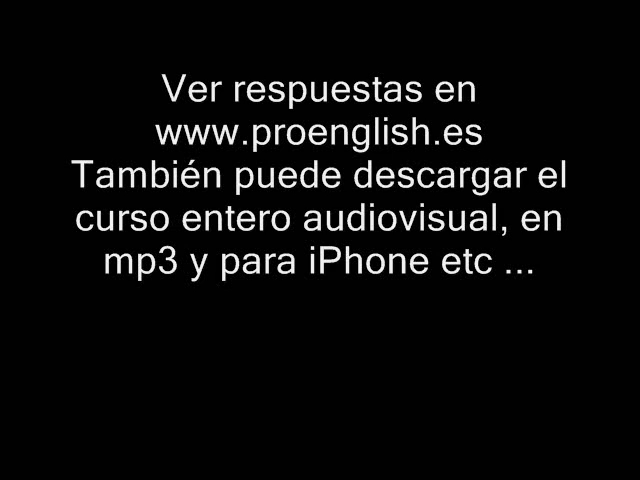 Ver respuestas en
www.proenglish.es
También puede descargar el
curso entero audiovisual, en
mp3 y para iPhone etc ...